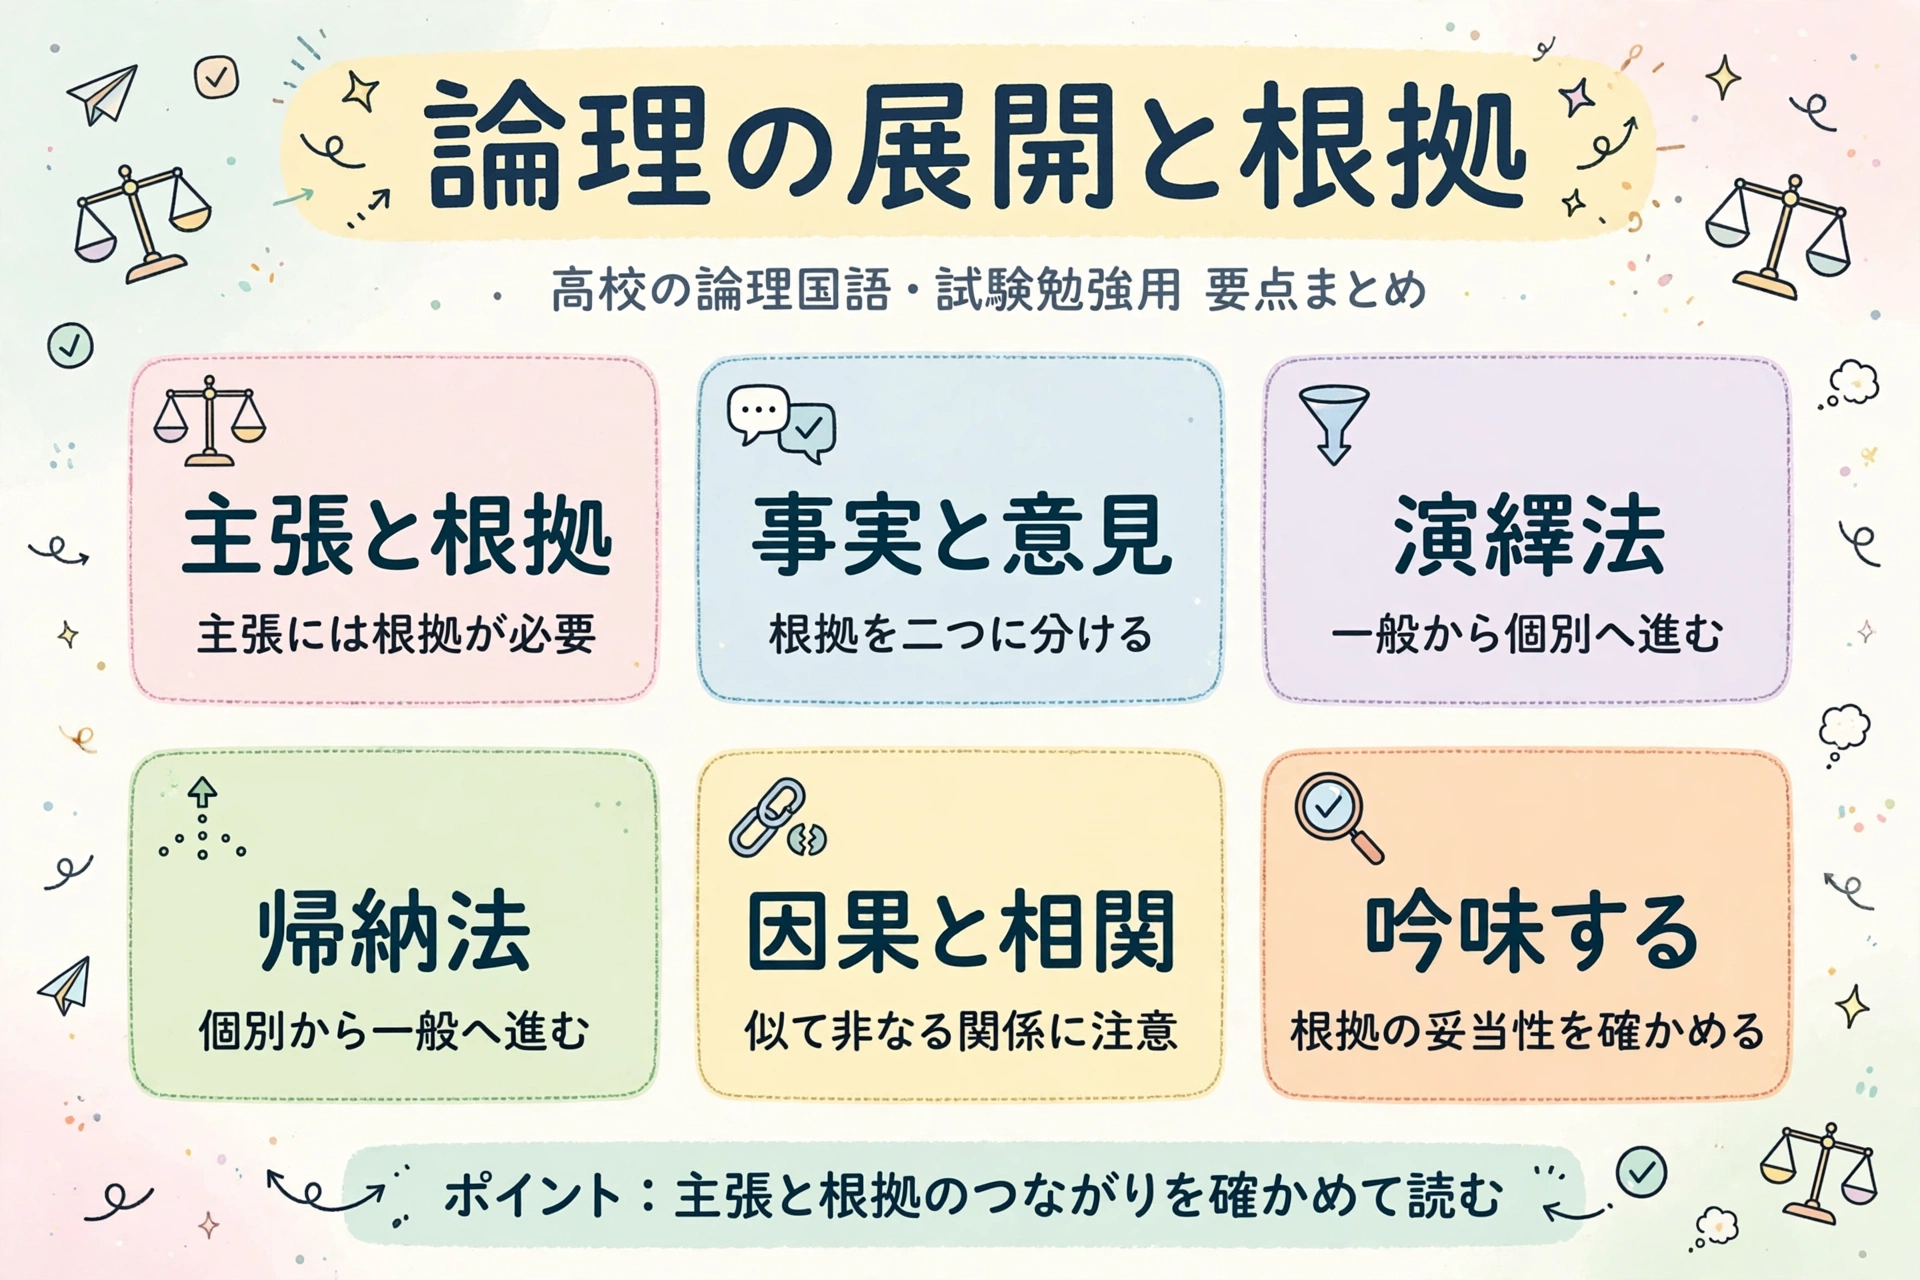 論理の展開と根拠
高校の論理国語・試験勉強用 要点まとめ
主張と根拠
主張には根拠が必要
事実と意見
根拠を二つに分ける
演繹法
一般から個別へ進む
帰納法
個別から一般へ進む
因果と相関
似て非なる関係に注意
吟味する
根拠の妥当性を確かめる
ポイント：主張と根拠のつながりを確かめて読む